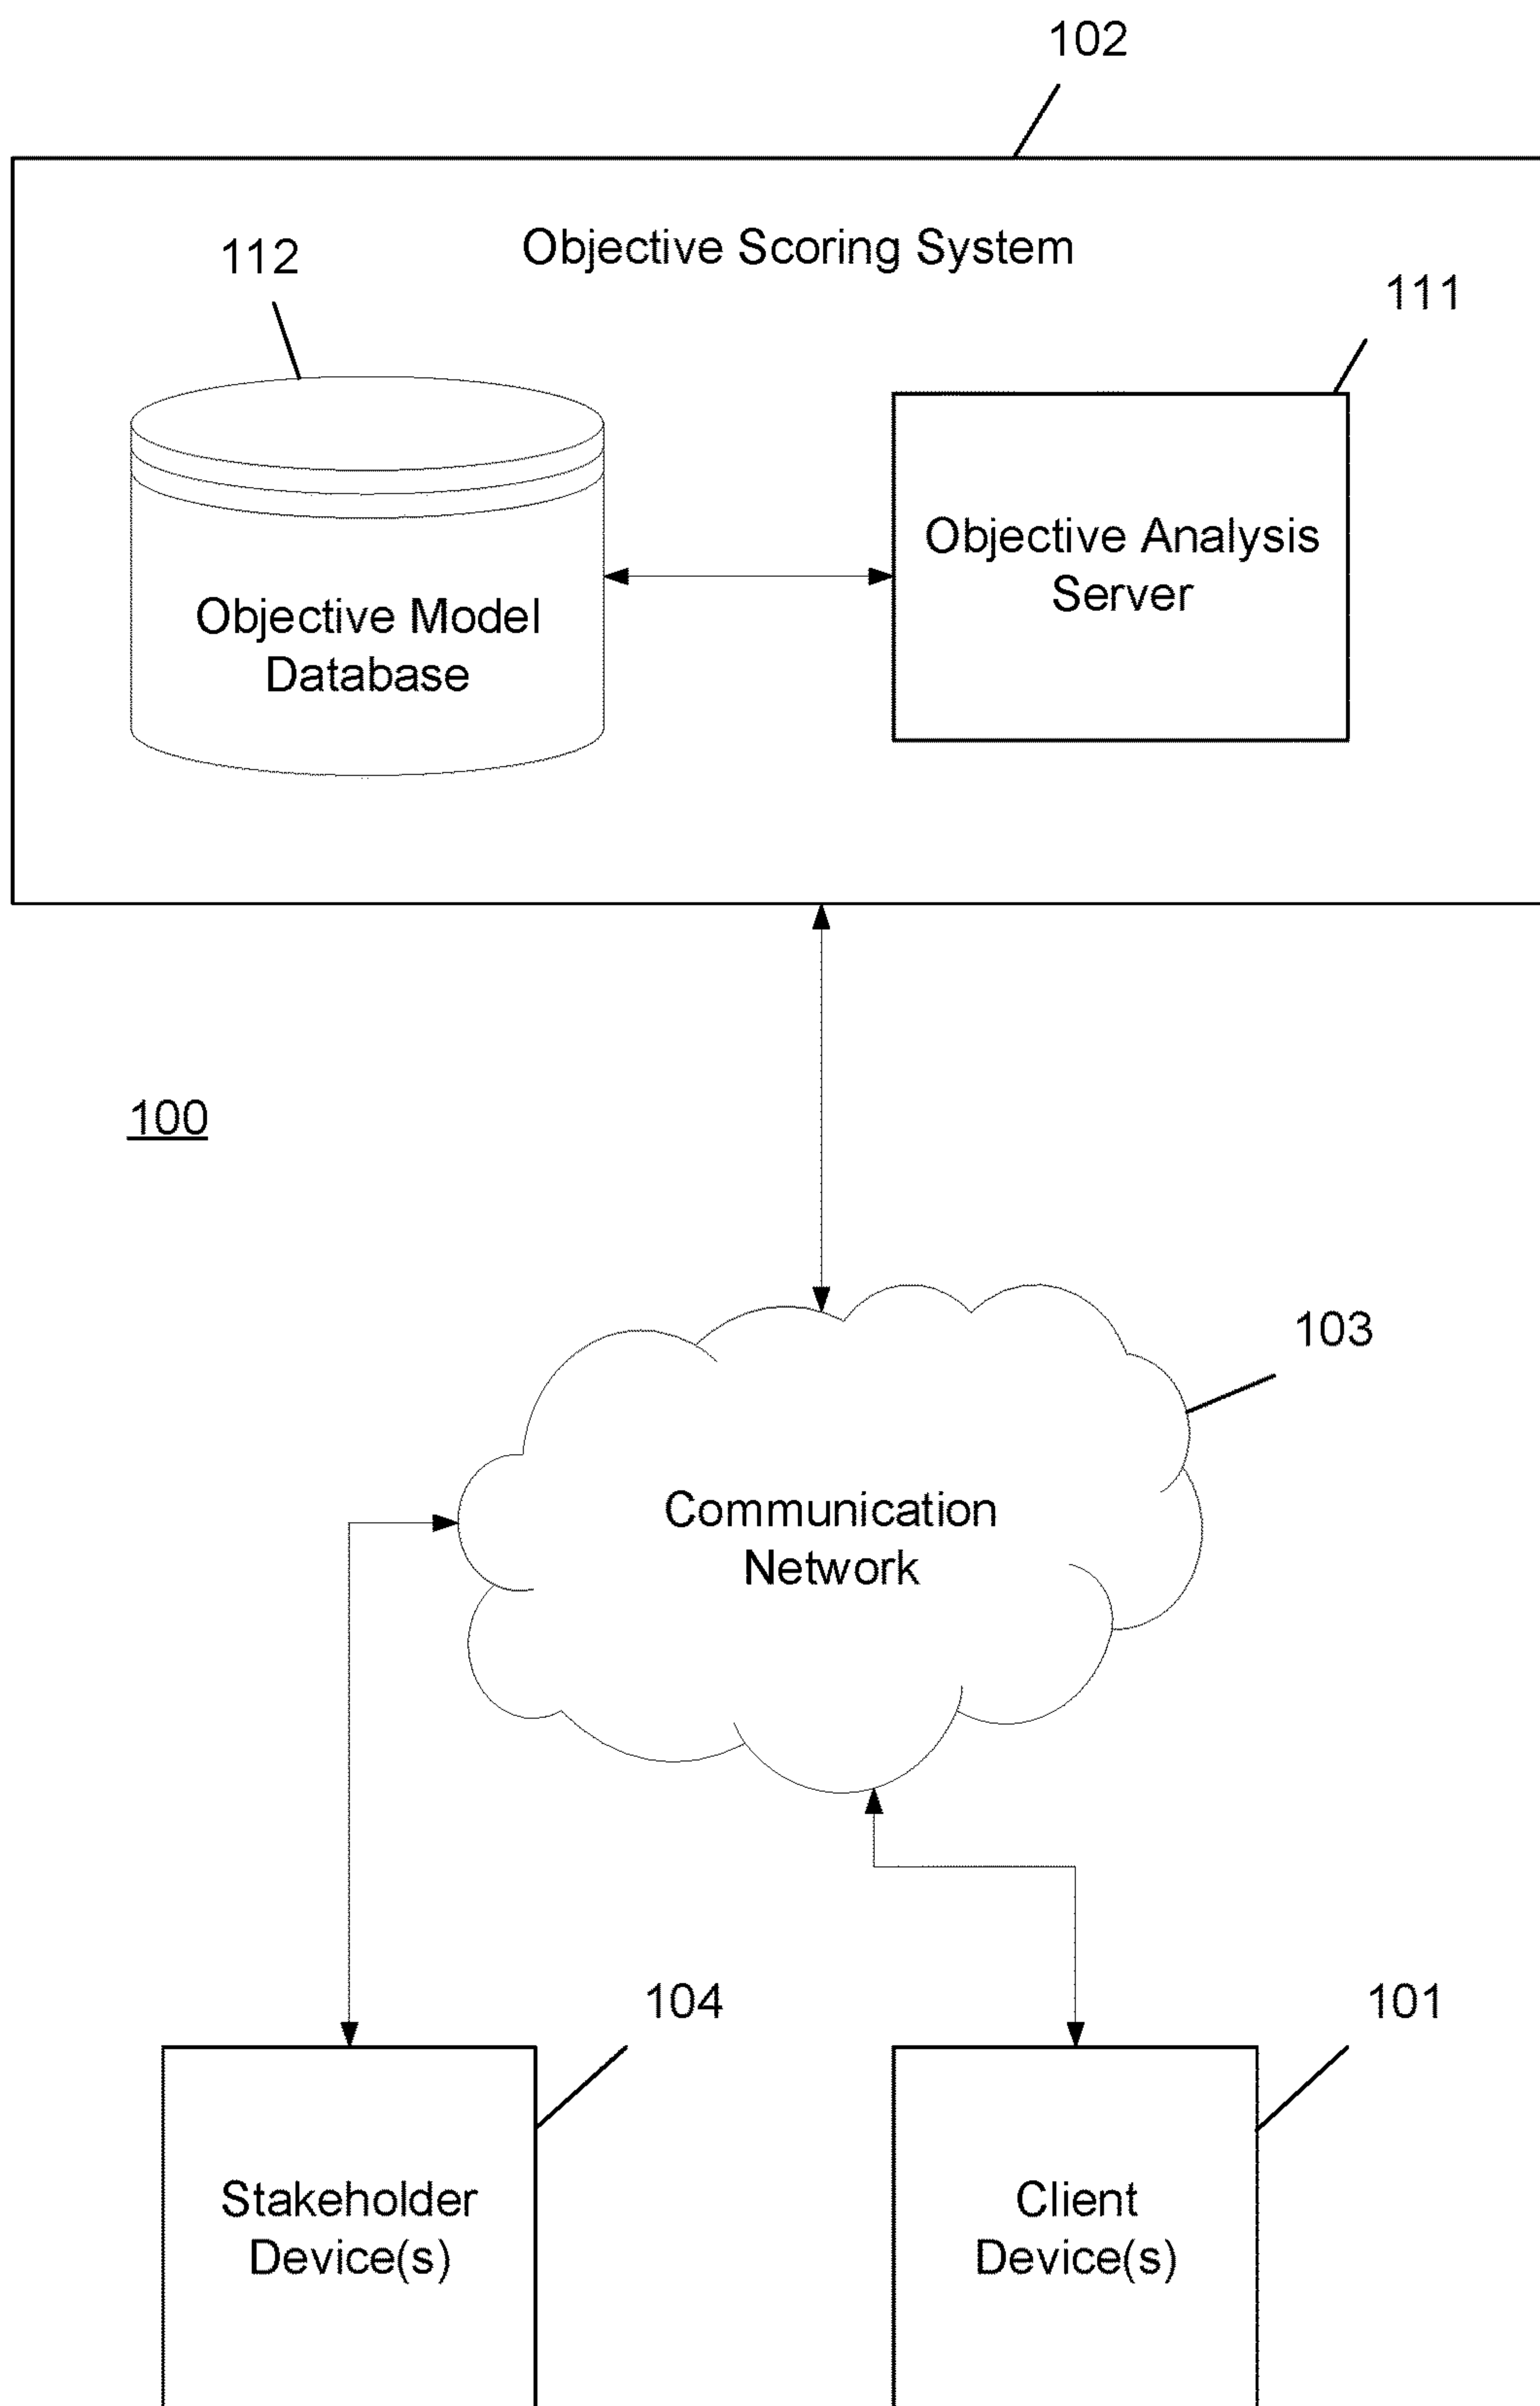 102
Objective Scoring System
112
111
Objective Analysis
Server
Objective Model
Database
100
103
Communication
Network
104
101
Stakeholder
Device(s)
Client
Device(s)